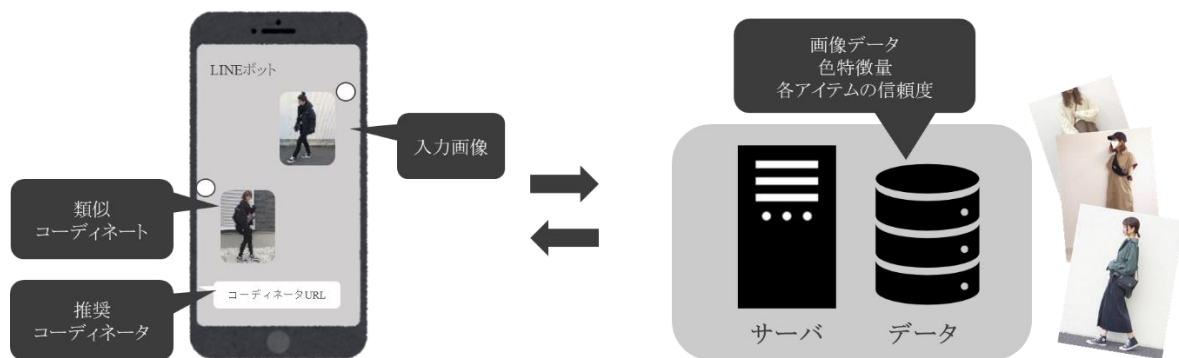 LINEボット
入力画像
類似
コーディネート
推奨
コーディネータ
コーディネータURL
画像データ
色特徴量
各アイテムの信頼度
サーバ
データ